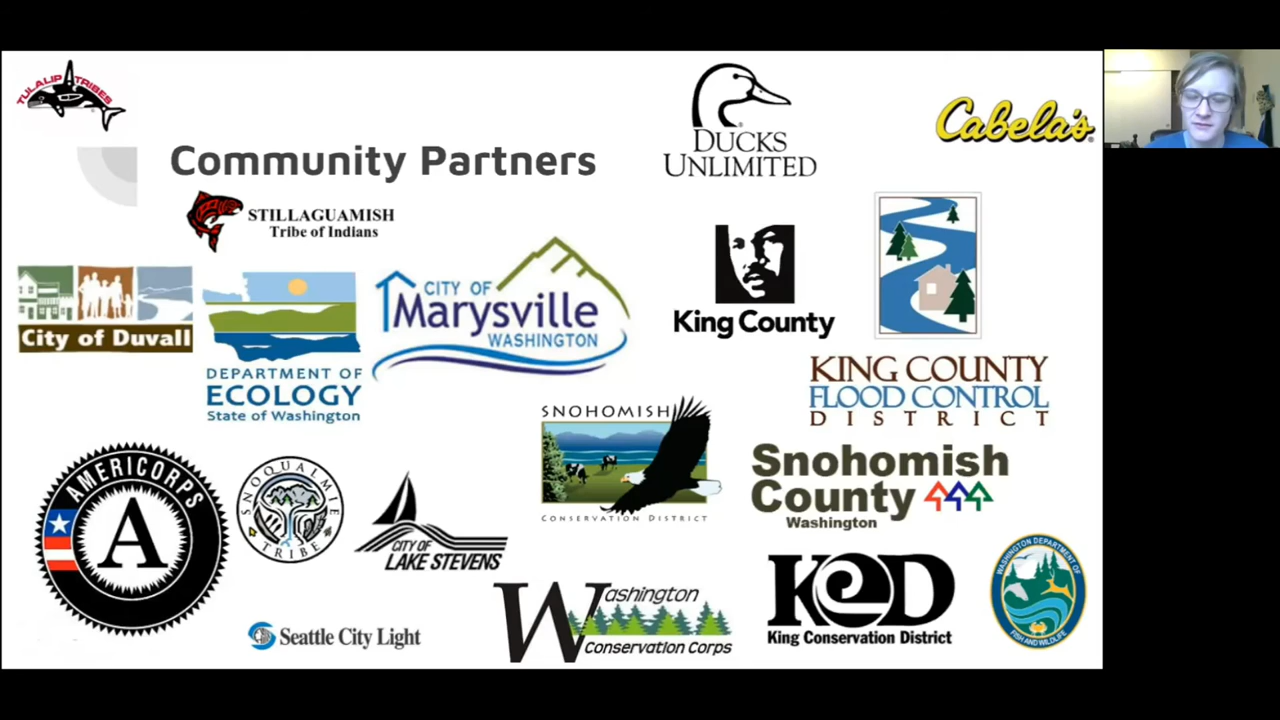 TULALIP TRIBES
DUCKS
UNLIMITED
Cabela's
Community Partners
STILLAGUAMISH
Tribe of Indians
City of Duvall
DEPARTMENT OF
ECOLOGY
State of Washington
CITY OF
Marysville
WASHINGTON
King County
KING COUNTY
FLOOD CONTROL
DISTRICT
SNOHOMISH
CONSERVATION DISTRICT
Snohomish
County
Washington
AMERICORPS
A
SNOQUALMIE
TRIBE
CITY OF
LAKE STEVENS
Seattle City Light
Washington
Conservation Corps
KCD
King Conservation District
WASHINGTON DEPARTMENT OF
FISH AND WILDLIFE